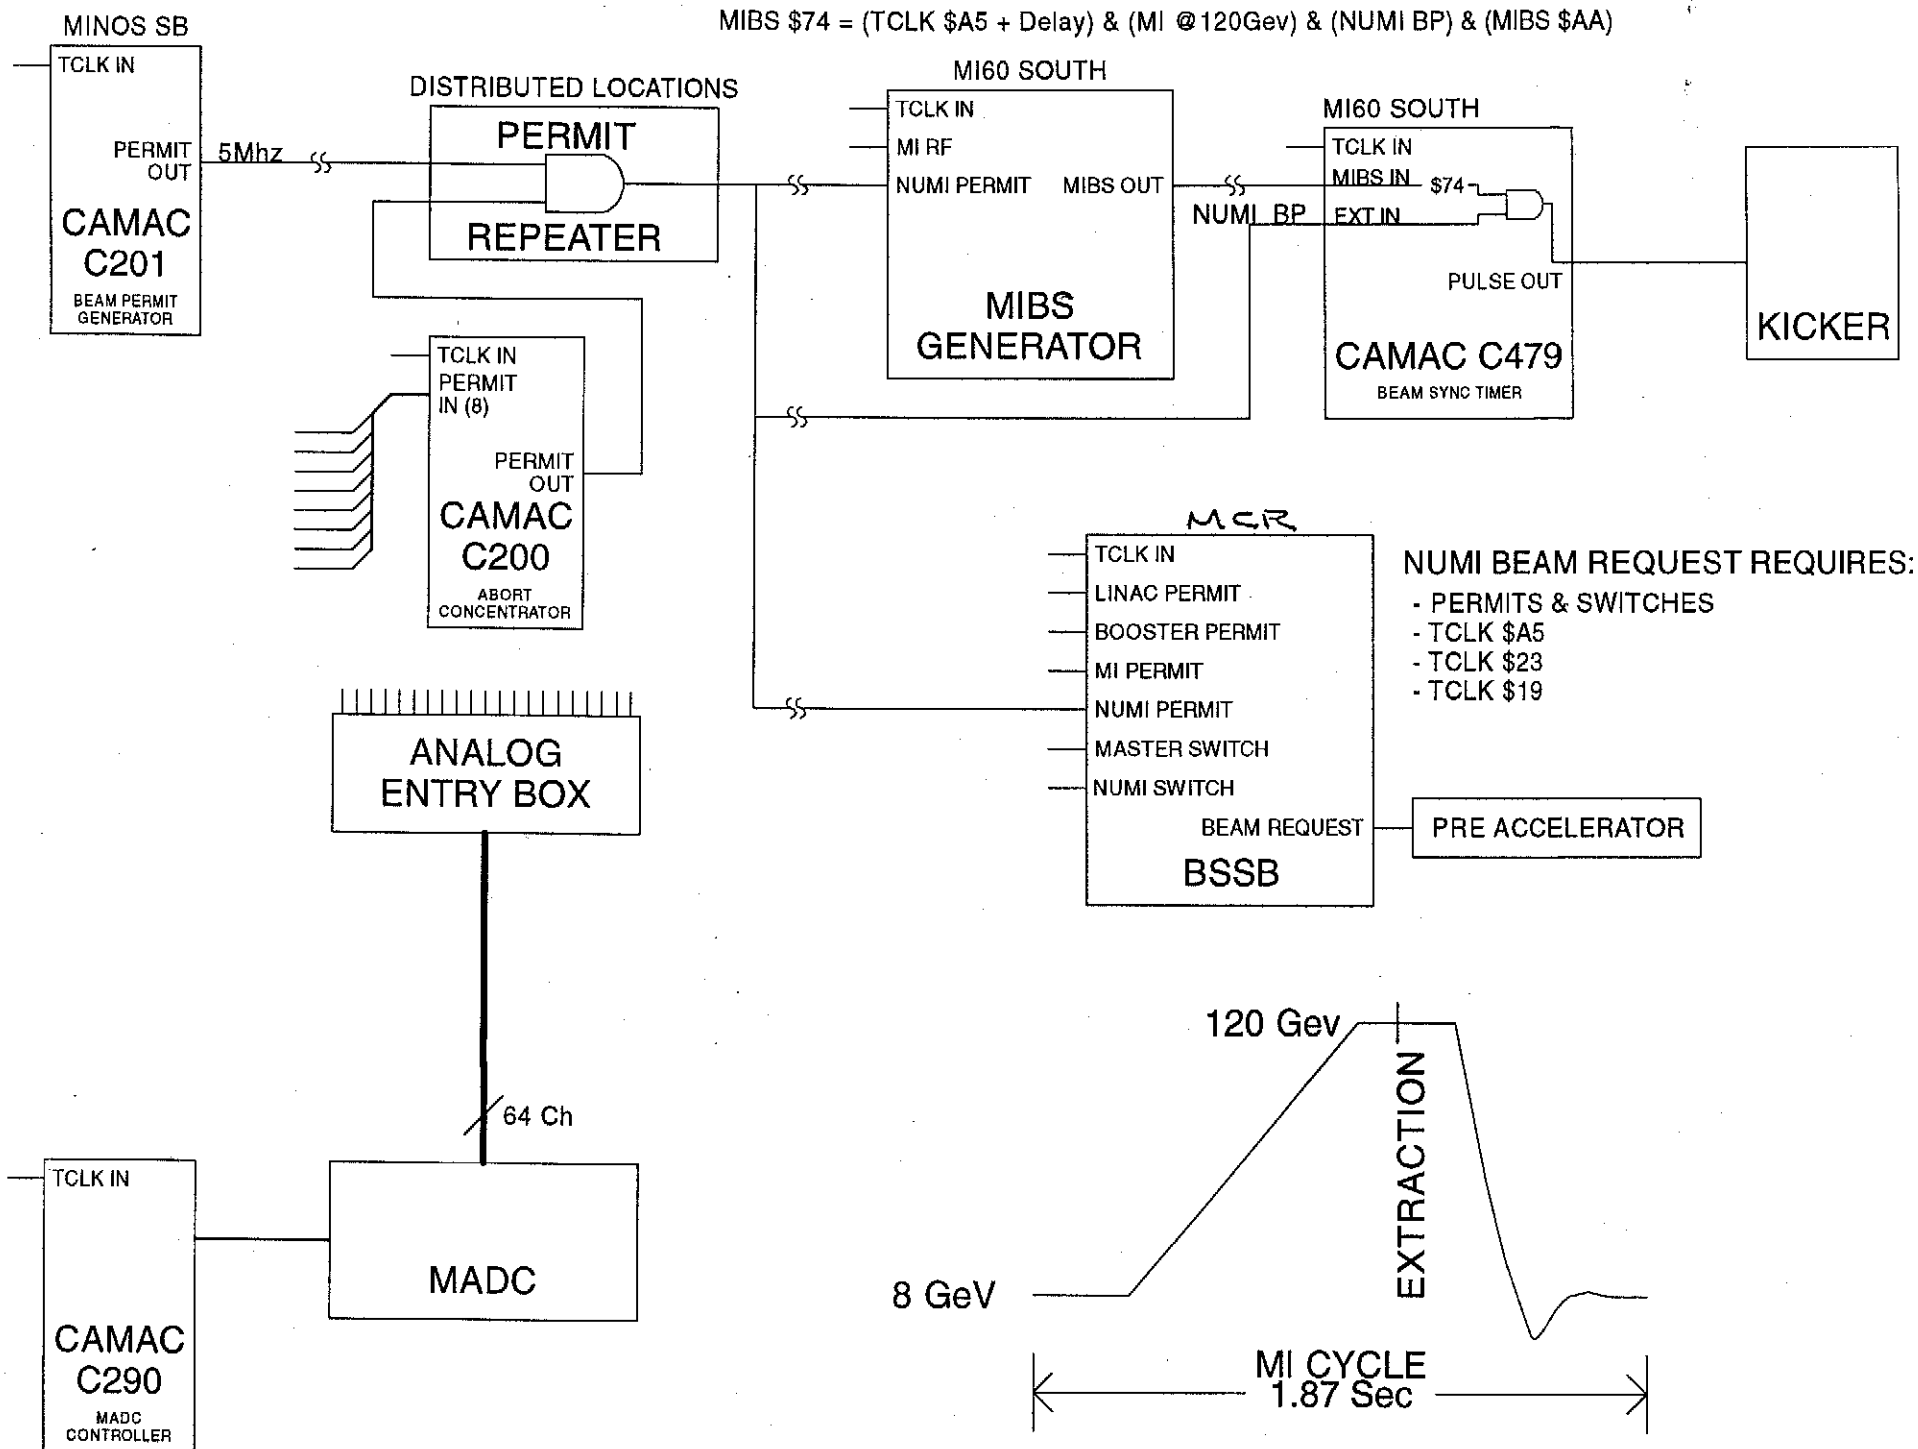 MIBS $74 = (TCLK $A5 + Delay) & (MI @120Gev) & (NUMI BP) & (MIBS $AA)
MINOS SB
TCLK IN
PERMIT
OUT
CAMAC
C201
BEAM PERMIT
GENERATOR
5Mhz
DISTRIBUTED LOCATIONS
PERMIT
REPEATER
TCLK IN
PERMIT
IN (8)
PERMIT
OUT
CAMAC
C200
ABORT
CONCENTRATOR
MI60 SOUTH
TCLK IN
MI RF
NUMI PERMIT
MIBS OUT
MIBS
GENERATOR
NUMI BP
MI60 SOUTH
TCLK IN
MIBS IN
$74
EXT IN
PULSE OUT
CAMAC C479
BEAM SYNC TIMER
KICKER
MCR
TCLK IN
LINAC PERMIT
BOOSTER PERMIT
MI PERMIT
NUMI PERMIT
MASTER SWITCH
NUMI SWITCH
BEAM REQUEST
BSSB
PRE ACCELERATOR
NUMI BEAM REQUEST REQUIRES:
- PERMITS & SWITCHES
- TCLK $A5
- TCLK $23
- TCLK $19
ANALOG
ENTRY BOX
64 Ch
TCLK IN
CAMAC
C290
MADC
CONTROLLER
MADC
120 Gev
EXTRACTION
8 GeV
MI CYCLE
1.87 Sec